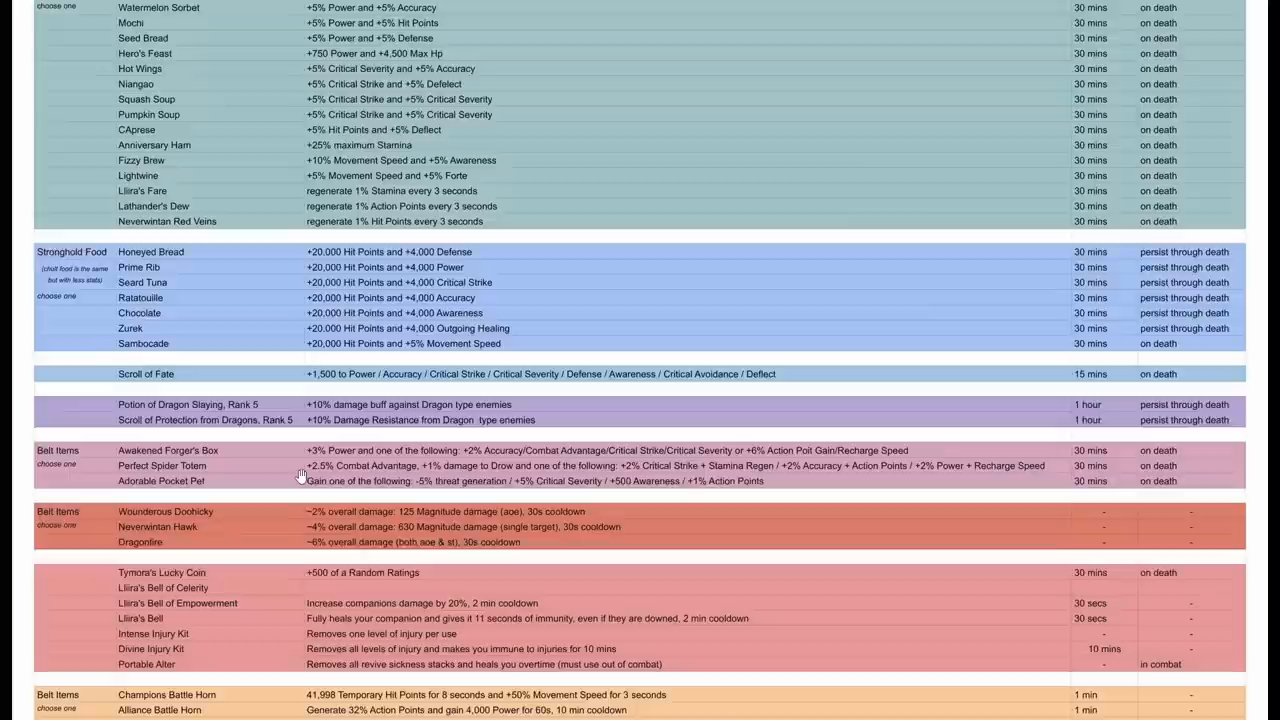 choose one Watermelon Sorbet +5% Power and +5% Accuracy 30 mins on death
Mochi +5% Power and +5% Hit Points 30 mins on death
Seed Bread +5% Power and +5% Defense 30 mins on death
Hero's Feast +750 Power and +4,500 Max Hp 30 mins on death
Hot Wings +5% Critical Severity and +5% Accuracy 30 mins on death
Niangao +5% Critical Strike and +5% Defelect 30 mins on death
Squash Soup +5% Critical Strike and +5% Critical Severity 30 mins on death
Pumpkin Soup +5% Critical Strike and +5% Critical Severity 30 mins on death
CAprese +5% Hit Points and +5% Deflect 30 mins on death
Anniversary Ham +25% maximum Stamina 30 mins on death
Fizzy Brew +10% Movement Speed and +5% Awareness 30 mins on death
Lightwine +5% Movement Speed and +5% Forte 30 mins on death
Lliira's Fare regenerate 1% Stamina every 3 seconds 30 mins on death
Lathander's Dew regenerate 1% Action Points every 3 seconds 30 mins on death
Neverwintan Red Veins regenerate 1% Hit Points every 3 seconds 30 mins on death
Stronghold Food Honeyed Bread +20,000 Hit Points and +4,000 Defense 30 mins persist through death
(chult food is the same Prime Rib +20,000 Hit Points and +4,000 Power 30 mins persist through death
but with less stats) Seard Tuna +20,000 Hit Points and +4,000 Critical Strike 30 mins persist through death
choose one Ratatouille +20,000 Hit Points and +4,000 Accuracy 30 mins persist through death
Chocolate +20,000 Hit Points and +4,000 Awareness 30 mins persist through death
Zurek +20,000 Hit Points and +4,000 Outgoing Healing 30 mins persist through death
Sambocade +20,000 Hit Points and +5% Movement Speed 30 mins on death
Scroll of Fate +1,500 to Power / Accuracy / Critical Strike / Critical Severity / Defense / Awareness / Critical Avoidance / Deflect 15 mins on death
Potion of Dragon Slaying, Rank 5 +10% damage buff against Dragon type enemies 1 hour persist through death
Scroll of Protection from Dragons, Rank 5 +10% Damage Resistance from Dragon type enemies 1 hour persist through death
Belt Items Awakened Forger's Box +3% Power and one of the following: +2% Accuracy/Combat Advantage/Critical Strike/Critical Severity or +6% Action Poit Gain/Recharge Speed 30 mins on death
choose one Perfect Spider Totem +2.5% Combat Advantage, +1% damage to Drow and one of the following: +2% Critical Strike + Stamina Regen / +2% Accuracy + Action Points / +2% Power + Recharge Speed 30 mins on death
Adorable Pocket Pet Gain one of the following: -5% threat generation / +5% Critical Severity / +500 Awareness / +1% Action Points 30 mins on death
Belt Items Wounderous Doohicky ~2% overall damage: 125 Magnitude damage (aoe), 30s cooldown - -
choose one Neverwintan Hawk ~4% overall damage: 630 Magnitude damage (single target), 30s cooldown - -
Dragonfire ~6% overall damage (both aoe & st), 30s cooldown - -
Tymora's Lucky Coin +500 of a Random Ratings 30 mins on death
Lliira's Bell of Celerity
Lliira's Bell of Empowerment Increase companions damage by 20%, 2 min cooldown 30 secs -
Lliira's Bell Fully heals your companion and gives it 11 seconds of immunity, even if they are downed, 2 min cooldown 30 secs -
Intense Injury Kit Removes one level of injury per use - -
Divine Injury Kit Removes all levels of injury and makes you immune to injuries for 10 mins 10 mins -
Portable Alter Removes all revive sickness stacks and heals you overtime (must use out of combat) - in combat
Belt Items Champions Battle Horn 41,998 Temporary Hit Points for 8 seconds and +50% Movement Speed for 3 seconds 1 min -
choose one Alliance Battle Horn Generate 32% Action Points and gain 4,000 Power for 60s, 10 min cooldown 1 min -